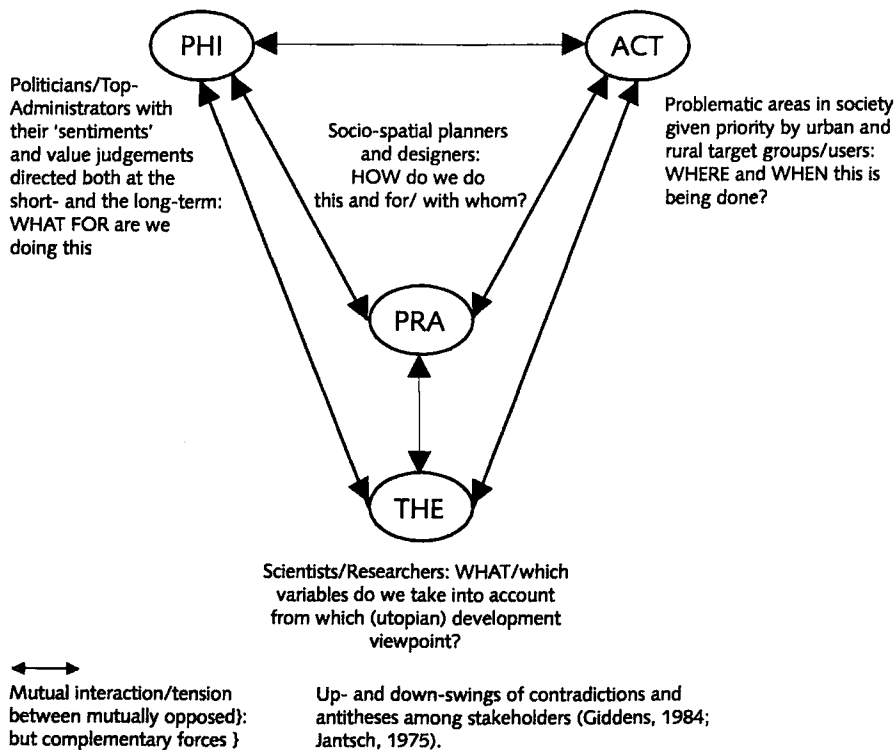 PHI
ACT
Politicians/Top-
Administrators with
their 'sentiments'
and value judgements
directed both at the
short- and the long-term:
WHAT FOR are we
doing this
Socio-spatial planners
and designers:
HOW do we do
this and for/ with whom?
Problematic areas in society
given priority by urban and
rural target groups/users:
WHERE and WHEN this is
being done?
PRA
THE
Scientists/Researchers: WHAT/which
variables do we take into account
from which (utopian) development
viewpoint?
Mutual interaction/tension
between mutually opposed}:
but complementary forces }
Up- and down-swings of contradictions and
antitheses among stakeholders (Giddens, 1984;
Jantsch, 1975).